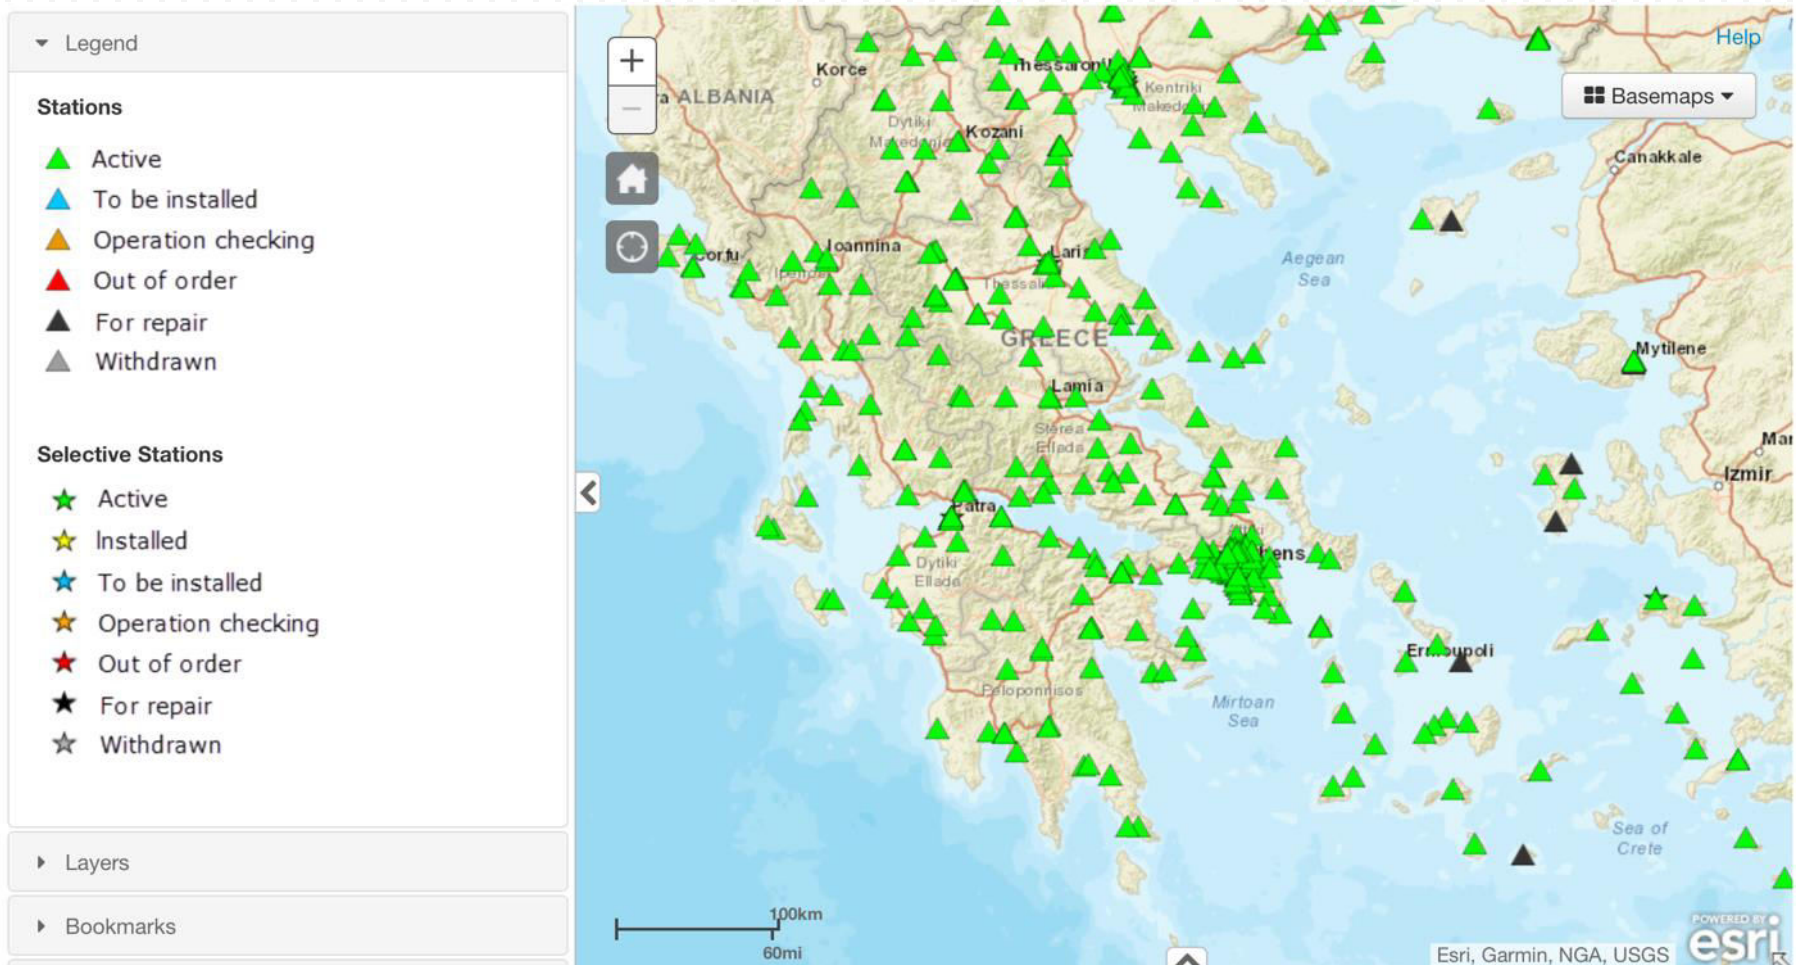 Legend
Stations
Active
To be installed
Operation checking
Out of order
For repair
Withdrawn
Selective Stations
Active
Installed
To be installed
Operation checking
Out of order
For repair
Withdrawn
Layers
Bookmarks
+
−
Help
Basemaps
Korce
ALBANIA
Kentriki
Dytiki
Kozani
Canakkale
Ioannina
Aegean
Sea
GREECE
Mytilene
Lamia
Sterea
Ellada
Izmir
Patra
Dytiki
Ellada
Peloponnisos
Mirtoan
Sea
Sea of
Crete
100km
60mi
POWERED BY
esri
Esri, Garmin, NGA, USGS